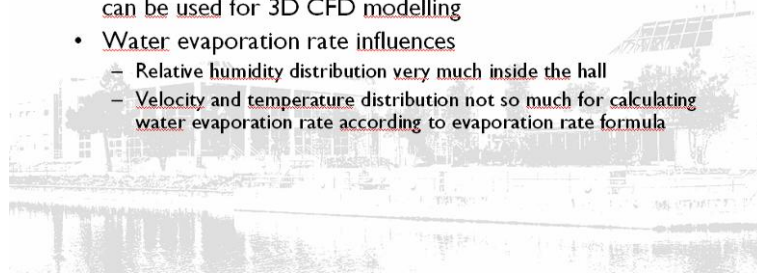 can be used for 3D CFD modelling
• Water evaporation rate influences
– Relative humidity distribution very much inside the hall
– Velocity and temperature distribution not so much for calculating
water evaporation rate according to evaporation rate formula